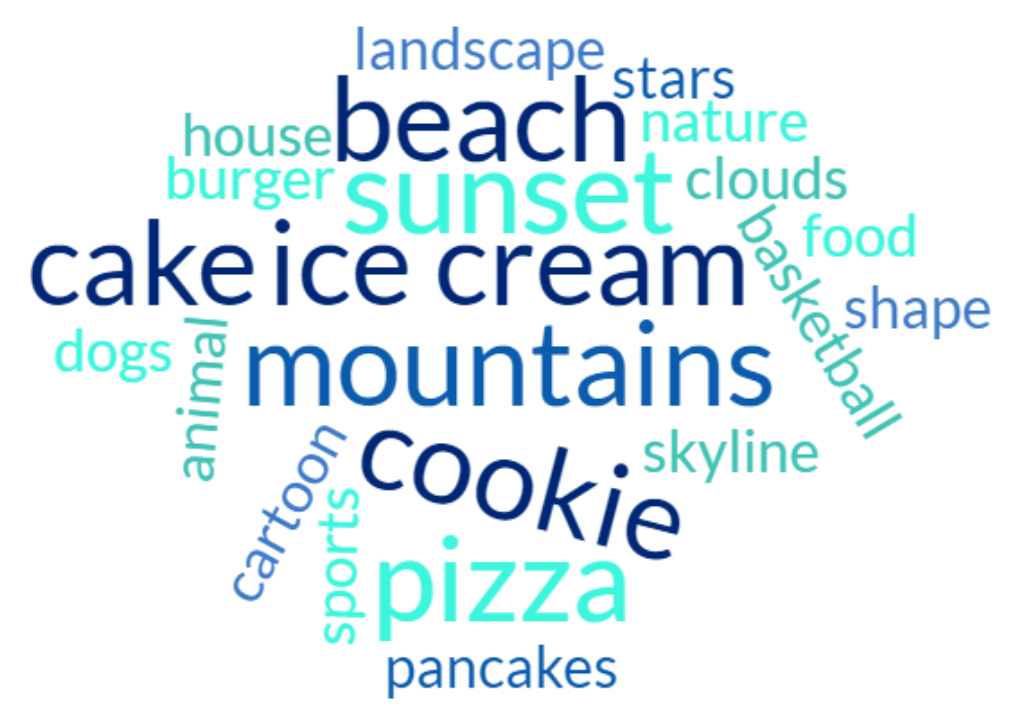 landscape
stars
beach
nature
house
burger
sunset
clouds
cake
ice cream
basketball
food
shape
dogs
animal
mountains
cartoon
cookie
skyline
sports
pizza
pancakes